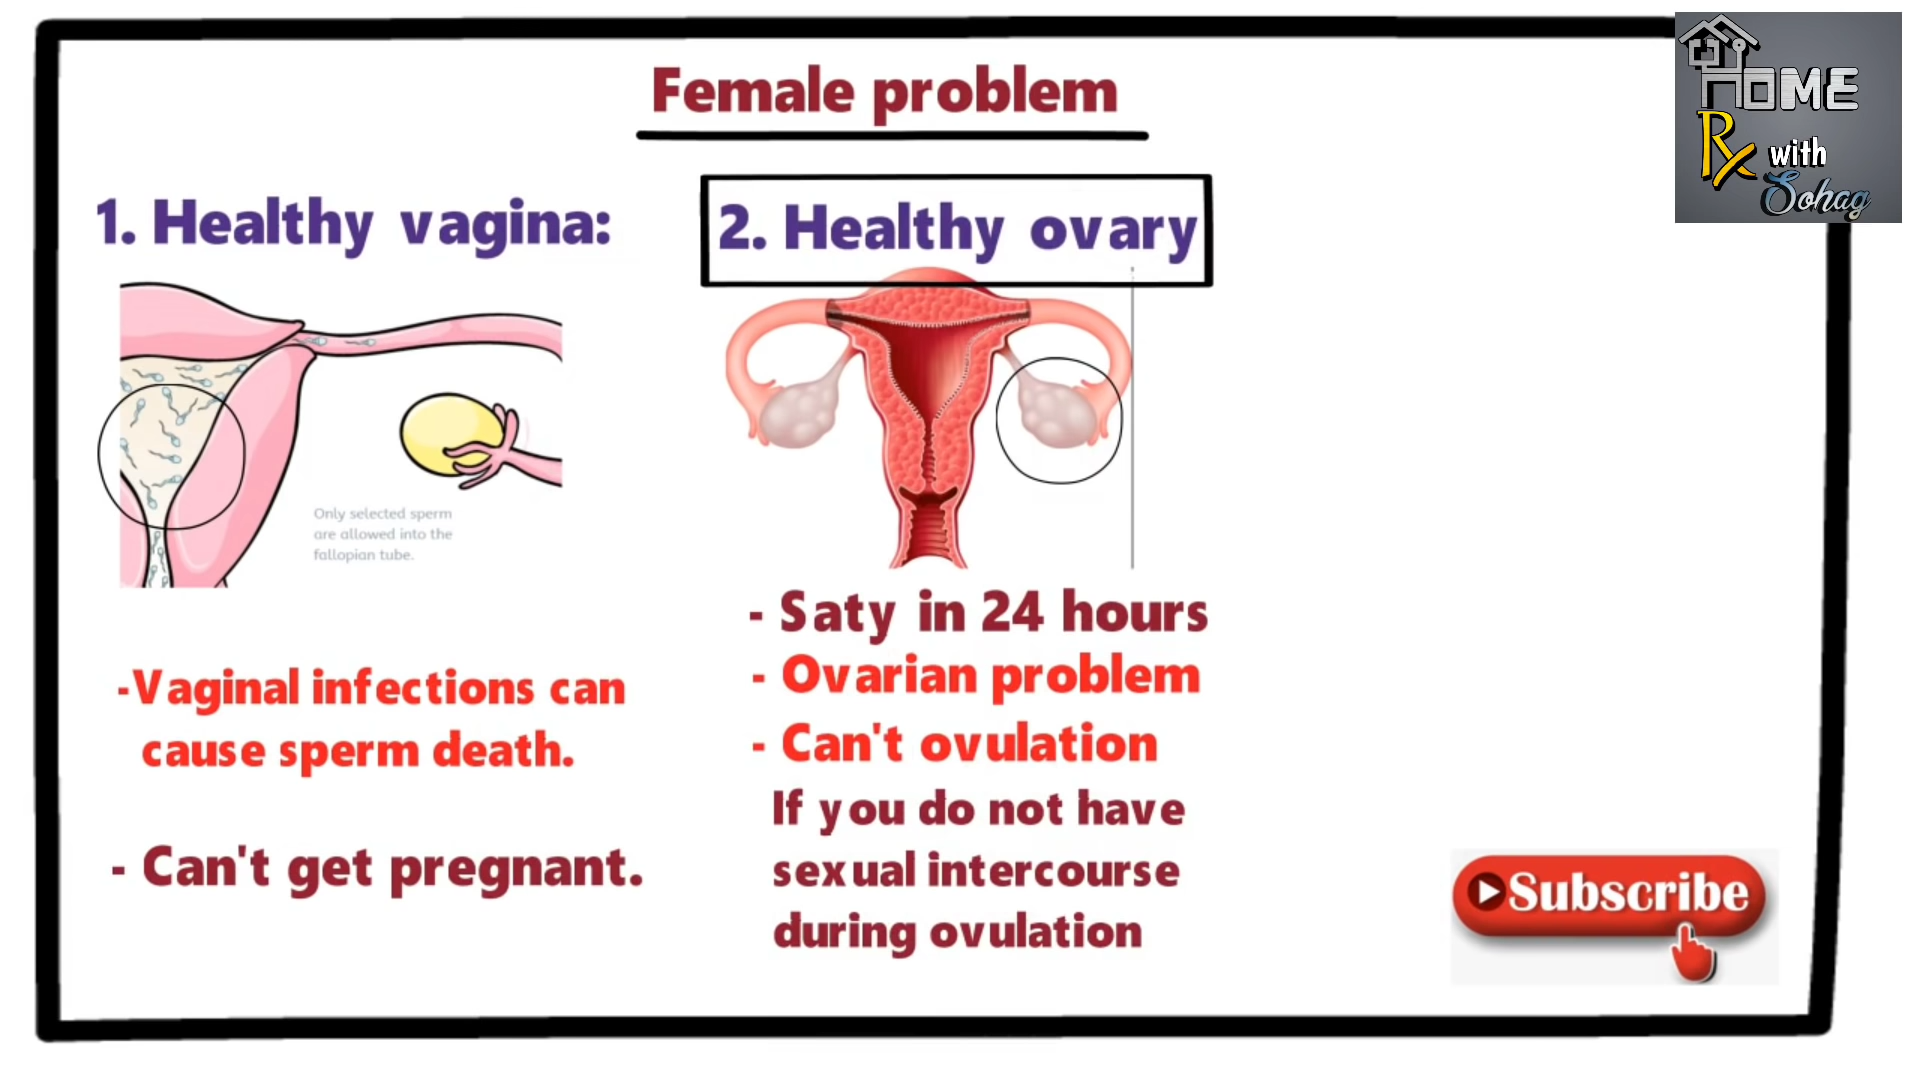 Female problem
HOME
Rx with
Sohag
1. Healthy vagina:
2. Healthy ovary
Only selected sperm
are allowed into the
fallopian tube.
-Vaginal infections can
cause sperm death.
- Can't get pregnant.
- Saty in 24 hours
- Ovarian problem
- Can't ovulation
If you do not have
sexual intercourse
during ovulation
Subscribe